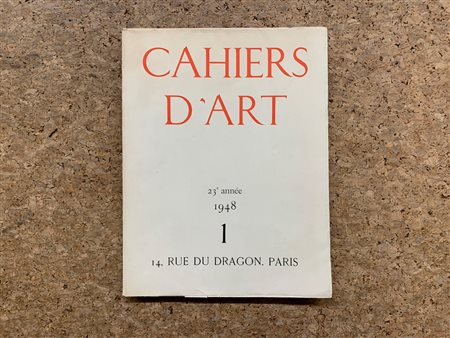 CAHIERS
D'ART
23e année
1948
1
14, RUE DU DRAGON. PARIS